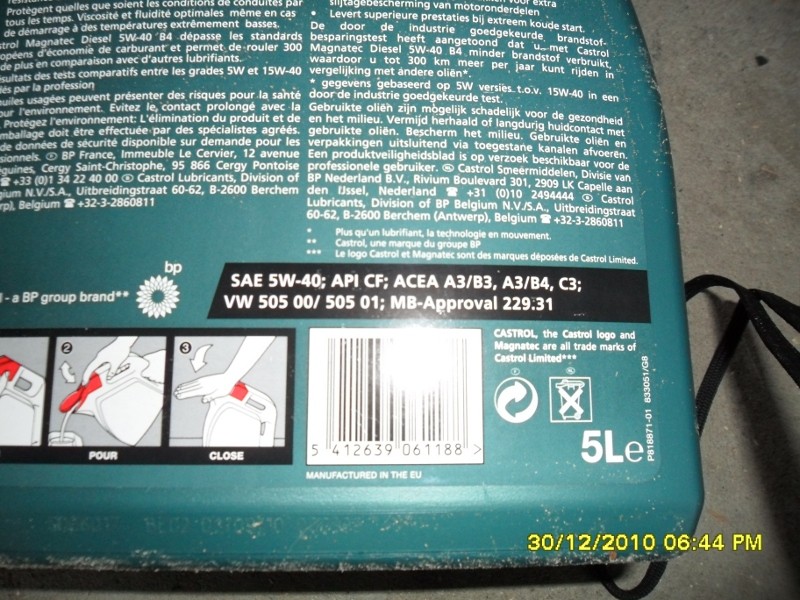 Protègent quelles que soient les conditions de conduites par
tous les temps. Viscosité et fluidité optimales même en cas
de démarrage à des températures extrêmement basses.
Magnatec Diesel 5W-40 B4 dépasse les standards
économie de carburant et permet de rouler 300
de plus en comparaison avec d'autres lubrifiants.
résultats des tests comparatifs entre les grades 5W et 15W-40
par la profession
usagées peuvent présenter des risques pour la santé
l'environnement. Evitez le contact prolongé avec la
Protégez l'environnement: L'élimination du produit et de
doit être effectuée par des spécialistes agréés.
de données de sécurité disponible sur demande pour les
BP France, Immeuble Le Cervier, 12 avenue
Cergy Saint-Christophe, 95 866 Cergy Pontoise
☎ +33 (0)1 34 22 40 00 Castrol Lubricants, Division of
N.V./S.A., Uitbreidingstraat 60-62, B-2600 Berchem
Belgium ☎ +32-3-2860811
slijtagebescherming van motoronderdelen
• Levert superieure prestaties bij extreem koude start.
De door de industrie goedgekeurde brandstof-
besparingstest heeft aangetoond dat u met Castrol
Magnatec Diesel 5W-40 B4 minder brandstof verbruikt,
waardoor u tot 300 km meer per jaar kunt rijden in
vergelijking met andere oliën*.
* gegevens gebaseerd op 5W versies t.o.v. 15W-40 in een
door de industrie goedgekeurde test.
Gebruikte oliën zijn mogelijk schadelijk voor de gezondheid
en het milieu. Vermijd herhaald of langdurig huidcontact met
gebruikte oliën. Bescherm het milieu. Gebruikte oliën en
verpakkingen uitsluitend via toegestane kanalen afvoeren.
Een produktveiligheidsblad is op verzoek beschikbaar voor de
professionele gebruiker. Castrol Smeermiddelen, Divisie van
BP Nederland B.V., Rivium Boulevard 301, 2909 LK Capelle aan
den IJssel, Nederland ☎ +31 (0)10 2494444 Castrol
Lubricants, Division of BP Belgium N.V./S.A., Uitbreidingstraat
60-62, B-2600 Berchem (Antwerp), Belgium ☎ +32-3-2860811
* Plus qu'un lubrifiant, la technologie en mouvement.
** Castrol, une marque du groupe BP
*** Le logo Castrol et Magnatec sont des marques déposées de Castrol Limited.
bp
- a BP group brand**
SAE 5W-40; API CF; ACEA A3/B3, A3/B4, C3;
VW 505 00/ 505 01; MB-Approval 229.31
2
POUR
3
CLOSE
5 412639 061188 >
MANUFACTURED IN THE EU
CASTROL, the Castrol logo and
Magnatec are all trade marks of
Castrol Limited***
5Le
P818871-01 833051/GB
30/12/2010 06:44 PM